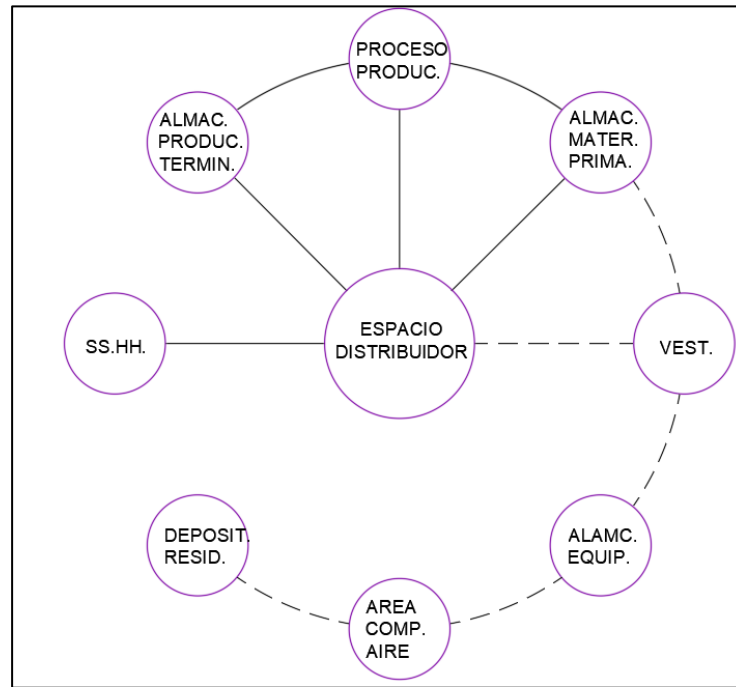 PROCESO
PRODUC.
ALMAC.
PRODUC.
TERMIN.
ALMAC.
MATER.
PRIMA.
ESPACIO
DISTRIBUIDOR
SS.HH.
VEST.
DEPOSIT.
RESID.
ALAMC.
EQUIP.
AREA
COMP.
AIRE